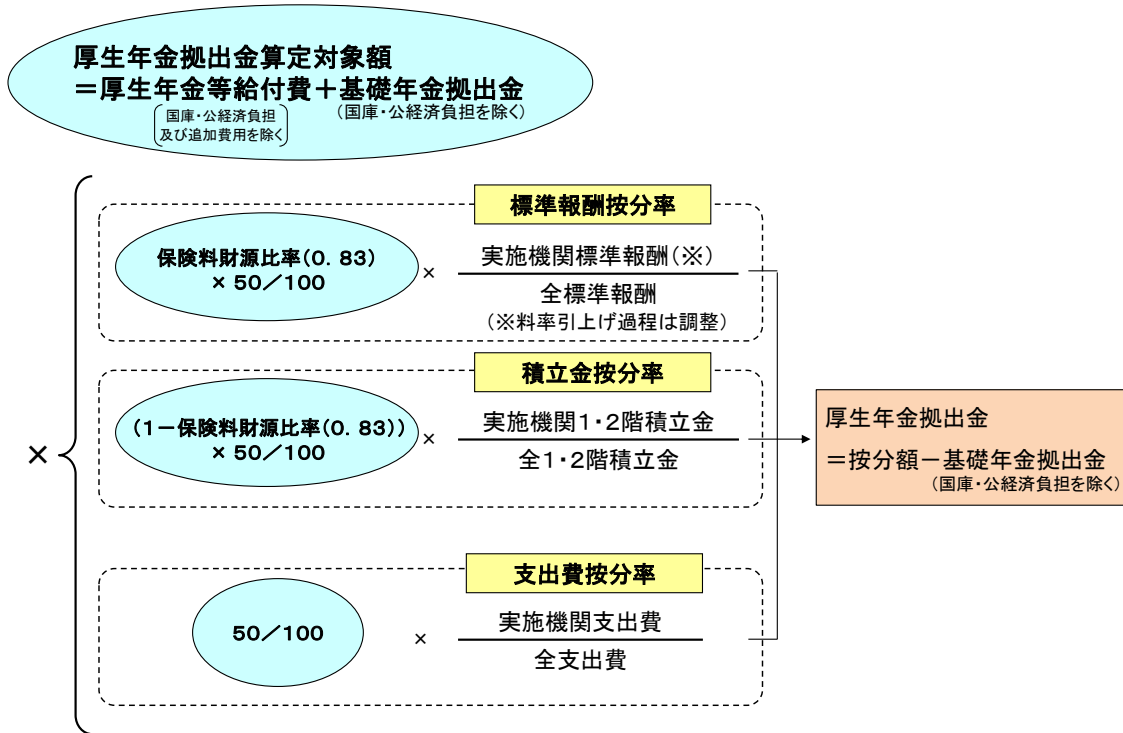 厚生年金拠出金算定対象額
＝厚生年金等給付費＋基礎年金拠出金
国庫・公経済負担
及び追加費用を除く
（国庫・公経済負担を除く）
×
標準報酬按分率
保険料財源比率（０．８３）
× ５０／１００
×
実施機関標準報酬（※）
全標準報酬
（※料率引上げ過程は調整）
積立金按分率
（１－保険料財源比率（０．８３））
× ５０／１００
×
実施機関１・２階積立金
全１・２階積立金
支出費按分率
５０／１００
×
実施機関支出費
全支出費
厚生年金拠出金
＝按分額－基礎年金拠出金
（国庫・公経済負担を除く）